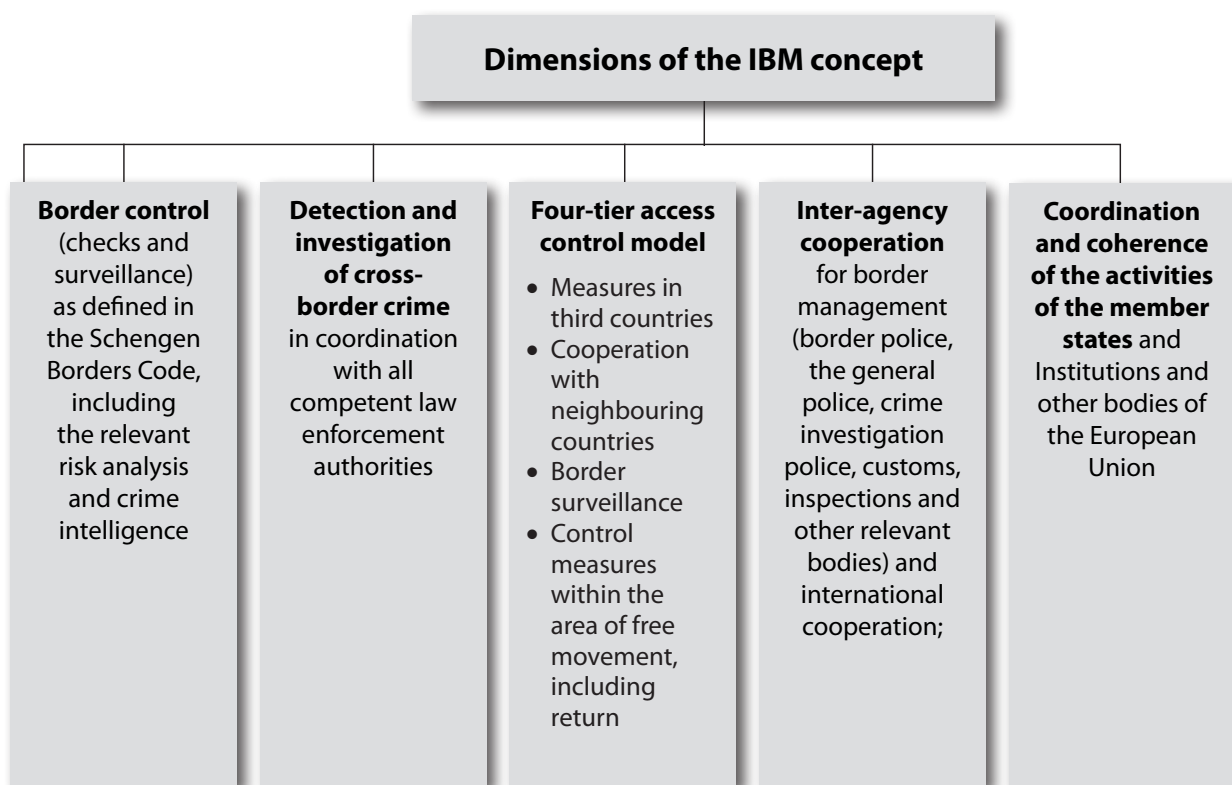 Dimensions of the IBM concept
Border control
(checks and
surveillance)
as defined in
the Schengen
Borders Code,
including
the relevant
risk analysis
and crime
intelligence
Detection and
investigation
of cross-
border crime
in coordination
with all
competent law
enforcement
authorities
Four-tier access
control model
• Measures in
third countries
• Cooperation
with
neighbouring
countries
• Border
surveillance
• Control
measures
within the
area of free
movement,
including
return
Inter-agency
cooperation
for border
management
(border police,
the general
police, crime
investigation
police, customs,
inspections and
other relevant
bodies) and
international
cooperation;
Coordination
and coherence
of the activities
of the member
states and
Institutions and
other bodies of
the European
Union